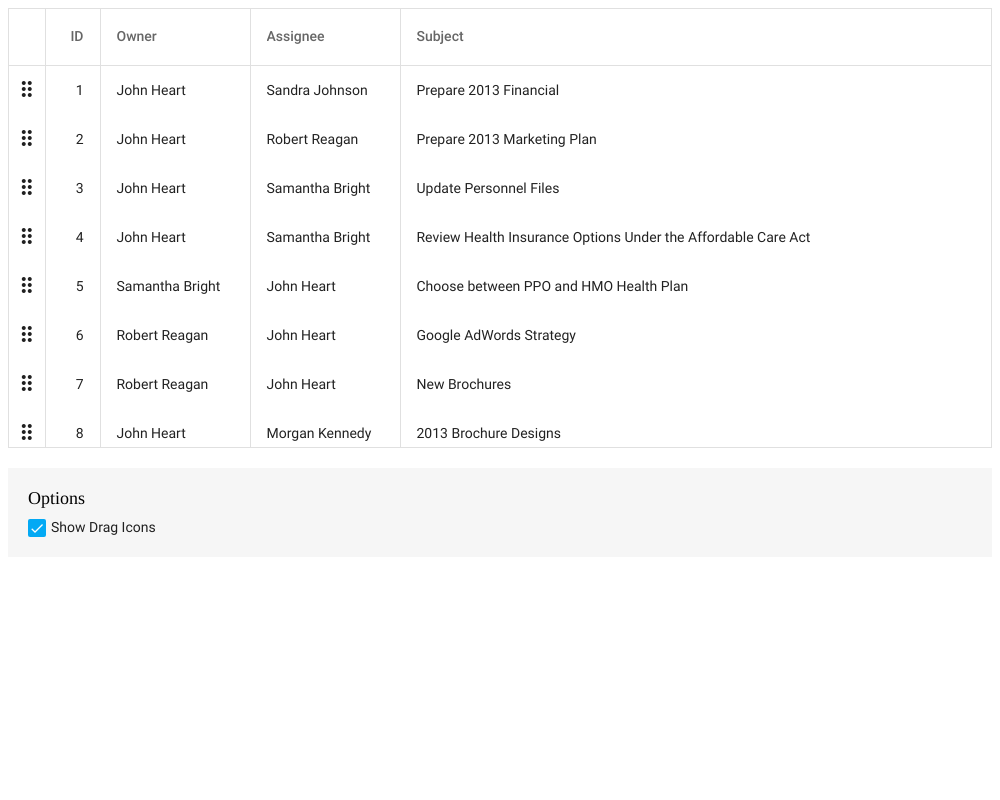 ID Owner Assignee Subject
1 John Heart Sandra Johnson Prepare 2013 Financial
2 John Heart Robert Reagan Prepare 2013 Marketing Plan
3 John Heart Samantha Bright Update Personnel Files
4 John Heart Samantha Bright Review Health Insurance Options Under the Affordable Care Act
5 Samantha Bright John Heart Choose between PPO and HMO Health Plan
6 Robert Reagan John Heart Google AdWords Strategy
7 Robert Reagan John Heart New Brochures
8 John Heart Morgan Kennedy 2013 Brochure Designs
Options
Show Drag Icons